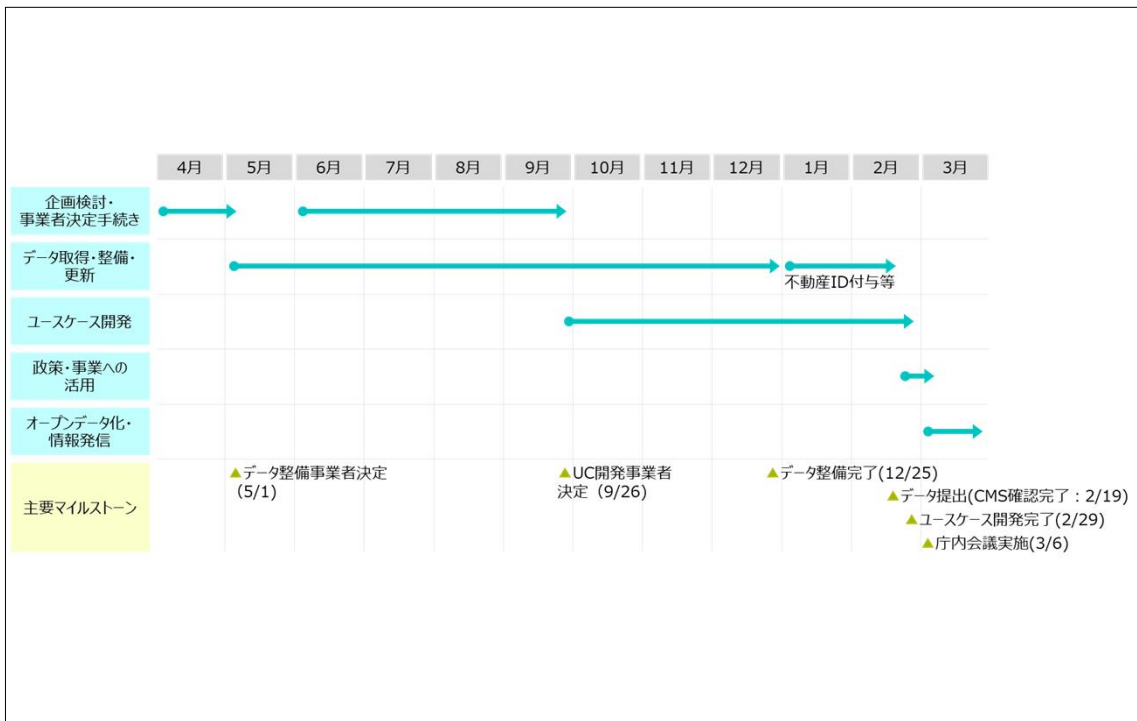 4月 5月 6月 7月 8月 9月 10月 11月 12月 1月 2月 3月
企画検討・
事業者決定手続き
データ取得・整備・
更新
不動産ID付与等
ユースケース開発
政策・事業への
活用
オープンデータ化・
情報発信
主要マイルストーン
▲データ整備事業者決定
(5/1)
▲UC開発事業者
決定（9/26）
▲データ整備完了(12/25)
▲データ提出(CMS確認完了：2/19)
▲ユースケース開発完了(2/29)
▲庁内会議実施(3/6)